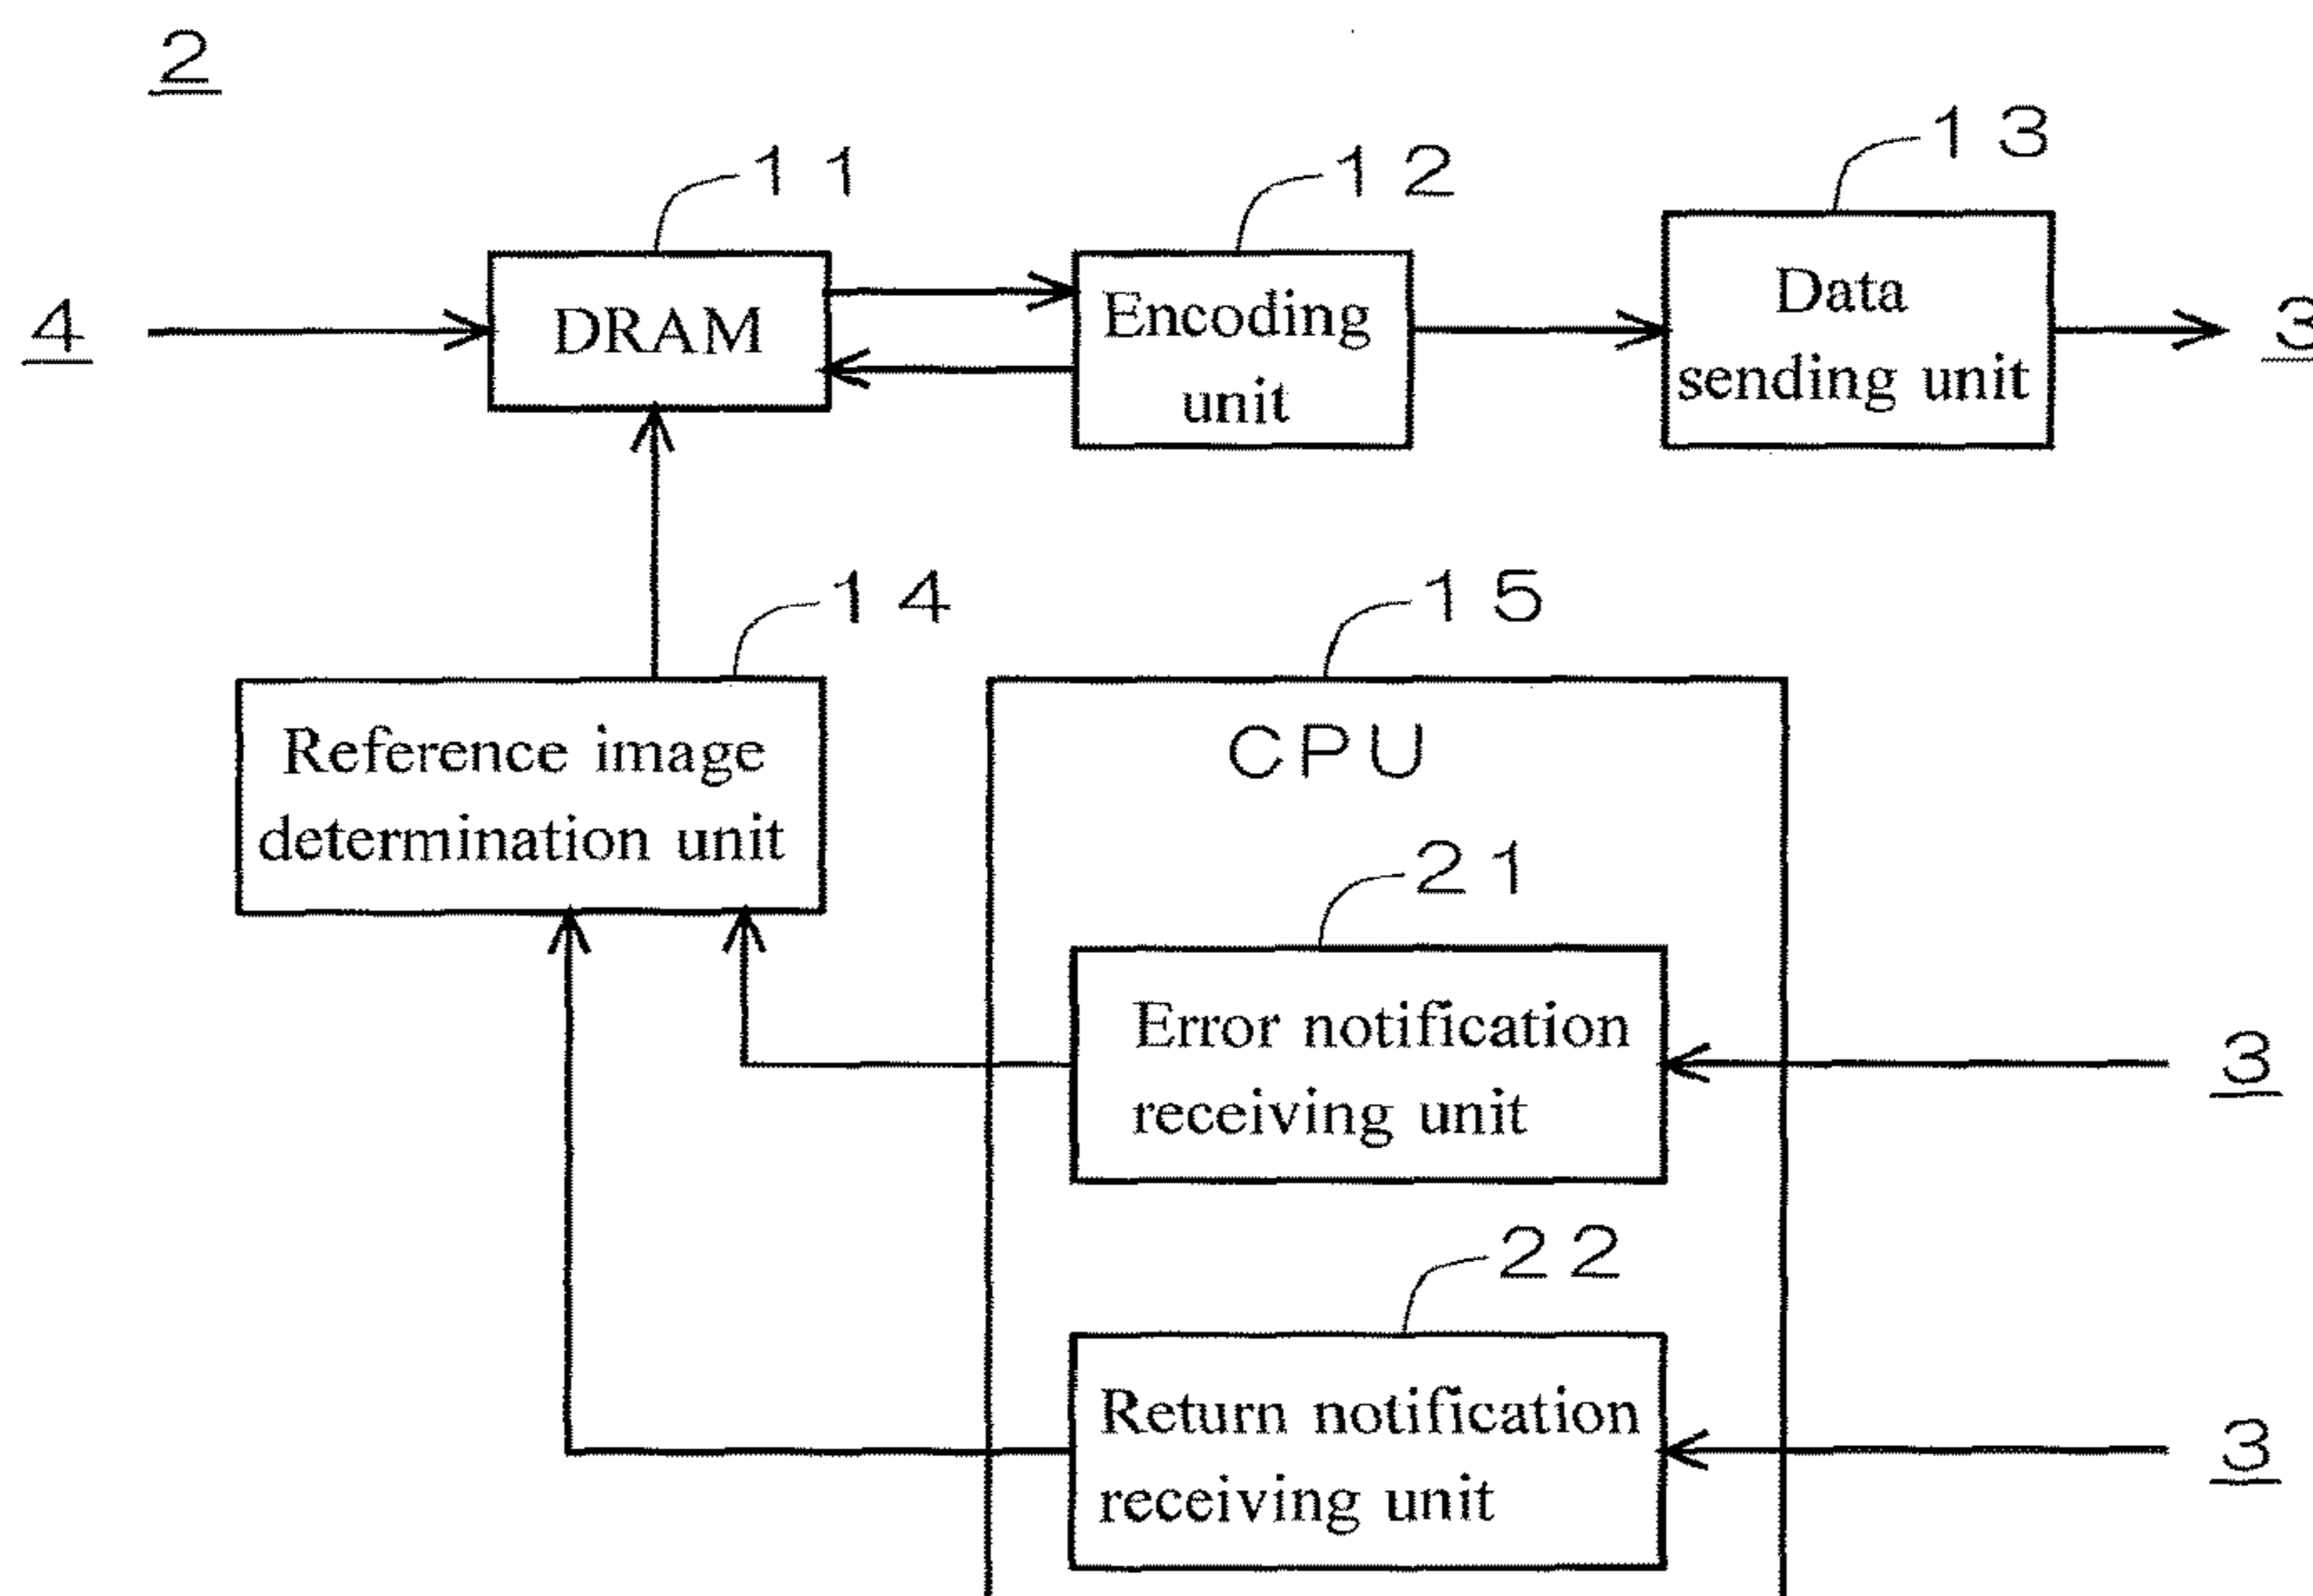 2
11
12
13
4
DRAM
Encoding
unit
Data
sending unit
3
14
15
Reference image
determination unit
CPU
21
Error notification
receiving unit
3
22
Return notification
receiving unit
3